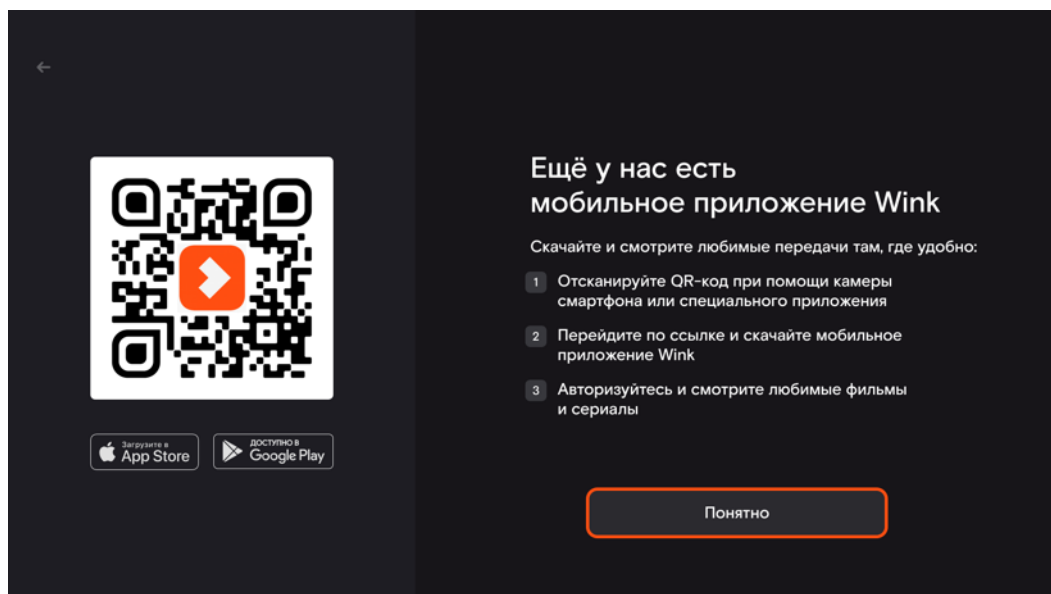 Ещё у нас есть
мобильное приложение Wink
Скачайте и смотрите любимые передачи там, где удобно:
1 Отсканируйте QR-код при помощи камеры
смартфона или специального приложения
2 Перейдите по ссылке и скачайте мобильное
приложение Wink
3 Авторизуйтесь и смотрите любимые фильмы
и сериалы
Загрузите в
App Store
ДОСТУПНО В
Google Play
Понятно